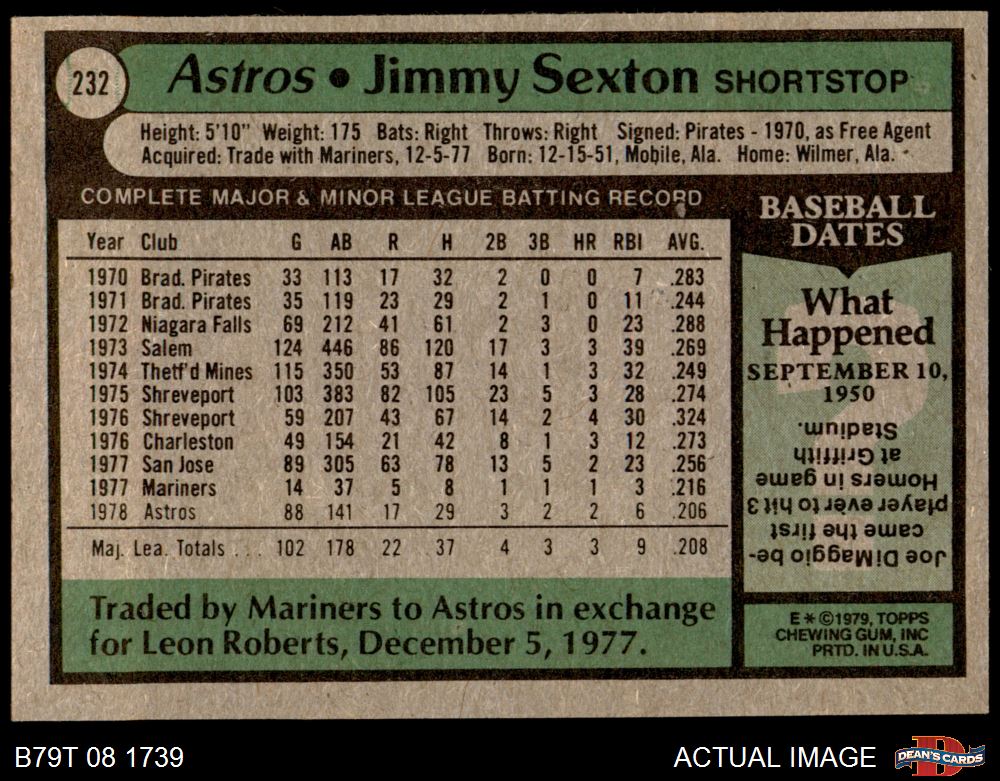 232
Astros • Jimmy Sexton SHORTSTOP
Height: 5'10" Weight: 175 Bats: Right Throws: Right Signed: Pirates - 1970, as Free Agent
Acquired: Trade with Mariners, 12-5-77 Born: 12-15-51, Mobile, Ala. Home: Wilmer, Ala.
COMPLETE MAJOR & MINOR LEAGUE BATTING RECORD
Year Club G AB R H 2B 3B HR RBI AVG.
1970 Brad. Pirates 33 113 17 32 2 0 0 7 .283
1971 Brad. Pirates 35 119 23 29 2 1 0 11 .244
1972 Niagara Falls 69 212 41 61 2 3 0 23 .288
1973 Salem 124 446 86 120 17 3 3 39 .269
1974 Thetf'd Mines 115 350 53 87 14 1 3 32 .249
1975 Shreveport 103 383 82 105 23 5 3 28 .274
1976 Shreveport 59 207 43 67 14 2 4 30 .324
1976 Charleston 49 154 21 42 8 1 3 12 .273
1977 San Jose 89 305 63 78 13 5 2 23 .256
1977 Mariners 14 37 5 8 1 1 1 3 .216
1978 Astros 88 141 17 29 3 2 2 6 .206
Maj. Lea. Totals ... 102 178 22 37 4 3 3 9 .208
Traded by Mariners to Astros in exchange
for Leon Roberts, December 5, 1977.
BASEBALL
DATES
What
Happened
SEPTEMBER 10,
1950
Joe DiMaggio be-
came the first
player ever to hit 3
Homers in game
at Griffith
Stadium.
E * © 1979, TOPPS
CHEWING GUM, INC
PRTD. IN U.S.A.
B79T 08 1739
ACTUAL IMAGE
D
DEAN'S CARDS